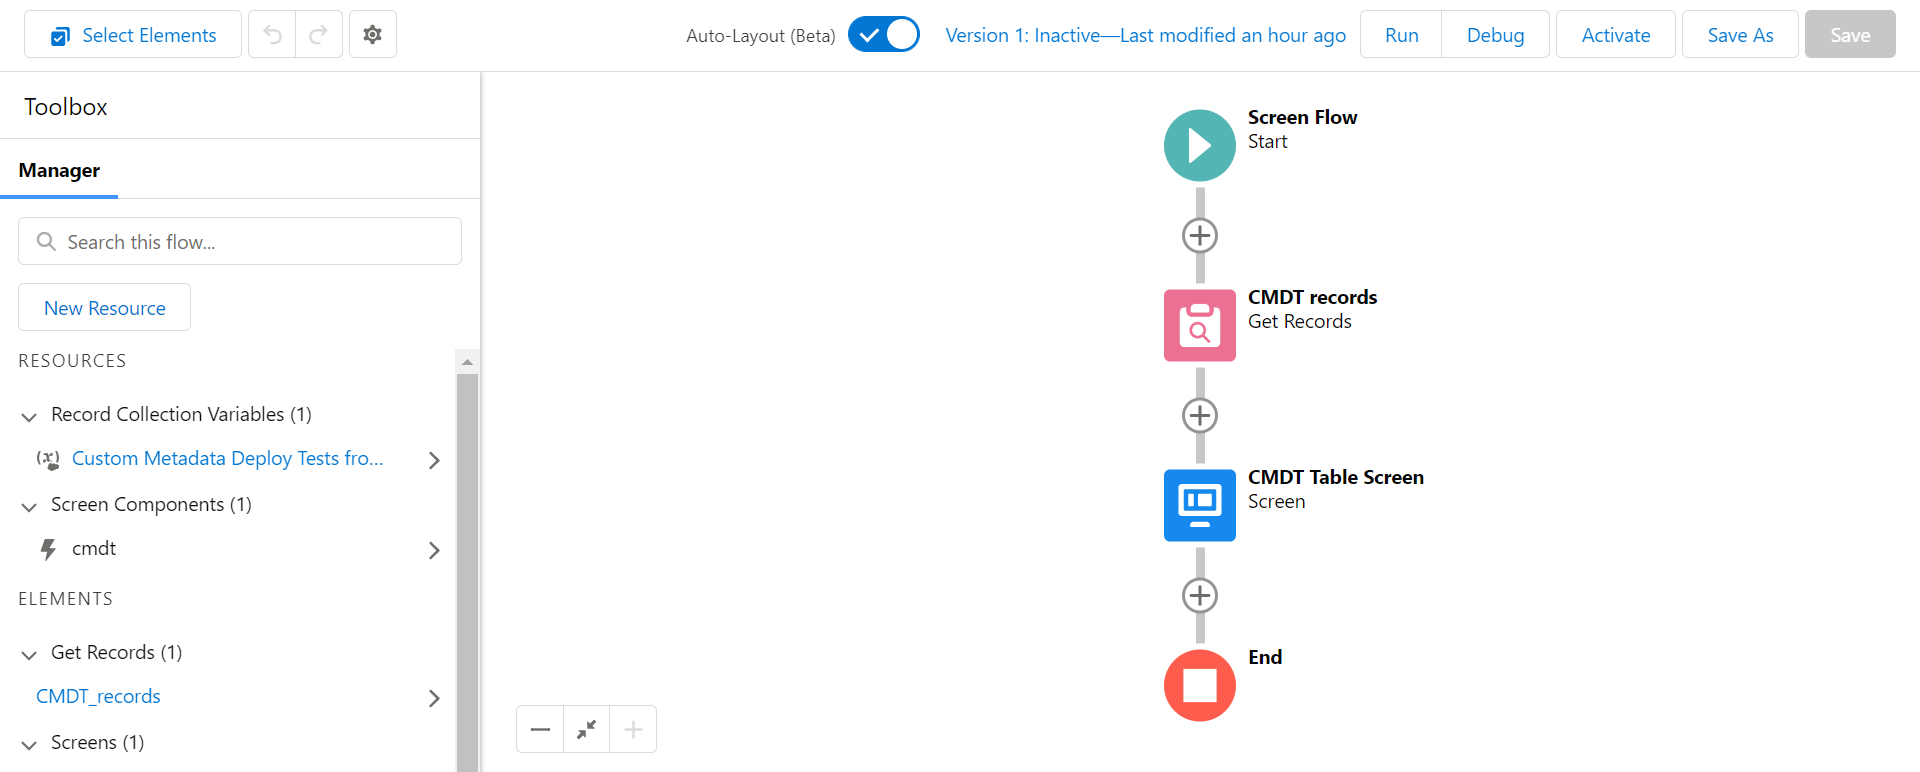 Select Elements
Auto-Layout (Beta)
Version 1: Inactive—Last modified an hour ago
Run
Debug
Activate
Save As
Save
Toolbox
Manager
Search this flow...
New Resource
RESOURCES
Record Collection Variables (1)
Custom Metadata Deploy Tests fro...
Screen Components (1)
cmdt
ELEMENTS
Get Records (1)
CMDT_records
Screens (1)
Screen Flow
Start
CMDT records
Get Records
CMDT Table Screen
Screen
End